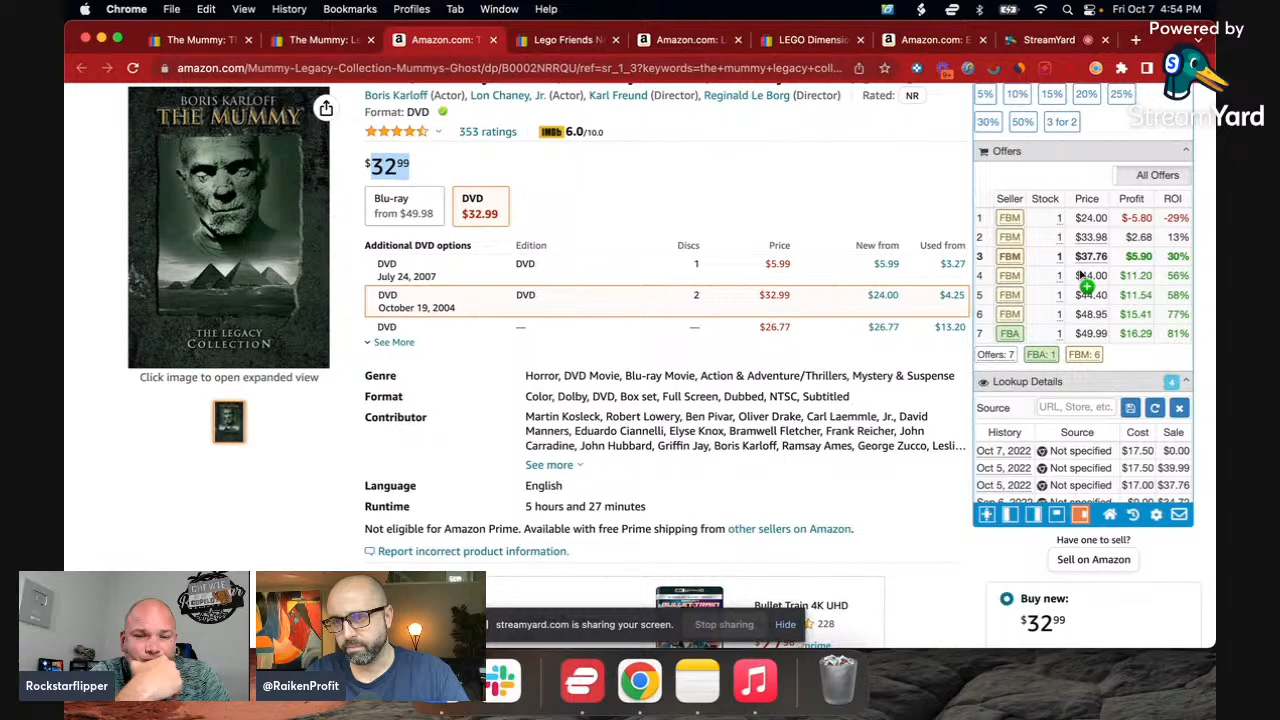 Chrome File Edit View History Bookmarks Profiles Tab Window Help
Fri Oct 7 4:54 PM
Powered by
StreamYard
The Mummy: T
The Mummy: Le
Amazon.com: T
Lego Friends N
Amazon.com: L
LEGO Dimensio
Amazon.com: E
StreamYard
amazon.com/Mummy-Legacy-Collection-Mummys-Ghost/dp/B0002NRRQU/ref=sr_1_3?keywords=the+mummy+legacy+coll...
BORIS KARLOFF
THE MUMMY
THE LEGACY
COLLECTION
Click image to open expanded view
Boris Karloff (Actor), Lon Chaney, Jr. (Actor), Karl Freund (Director), Reginald Le Borg (Director) Rated: NR
Format: DVD
353 ratings IMDb 6.0/10.0
$32 99
Blu-ray
from $49.98
DVD
$32.99
Additional DVD options Edition Discs Price New from Used from
DVD DVD 1 $5.99 $5.99 $3.27
July 24, 2007
DVD DVD 2 $32.99 $24.00 $4.25
October 19, 2004
DVD — — $26.77 $26.77 $13.20
See More
Genre Horror, DVD Movie, Blu-ray Movie, Action & Adventure/Thrillers, Mystery & Suspense
Format Color, Dolby, DVD, Box set, Full Screen, Dubbed, NTSC, Subtitled
Contributor Martin Kosleck, Robert Lowery, Ben Pivar, Oliver Drake, Carl Laemmle, Jr., David
Manners, Eduardo Ciannelli, Elyse Knox, Bramwell Fletcher, Frank Reicher, John
Carradine, John Hubbard, Griffin Jay, Boris Karloff, Ramsay Ames, George Zucco, Lesli...
See more
Language English
Runtime 5 hours and 27 minutes
Not eligible for Amazon Prime. Available with free Prime shipping from other sellers on Amazon.
Report incorrect product information.
5% 10% 15% 20% 25%
30% 50% 3 for 2
Offers
All Offers
Seller Stock Price Profit ROI
1 FBM 1 $24.00 $-5.80 -29%
2 FBM 1 $33.98 $2.68 13%
3 FBM 1 $37.76 $5.90 30%
4 FBM 1 $11.20 56%
5 FBM 1 $44.40 $11.54 58%
6 FBM 1 $48.95 $15.41 77%
7 FBA 1 $49.99 $16.29 81%
Offers: 7 FBA: 1 FBM: 6
Lookup Details 4
Source URL, Store, etc.
History Source Cost Sale
Oct 7, 2022 Not specified $17.50 $0.00
Oct 5, 2022 Not specified $17.50 $39.99
Oct 5, 2022 Not specified $17.00 $37.76
Have one to sell?
Sell on Amazon
Buy new:
$32 99
Bullet Train 4K UHD
228
streamyard.com is sharing your screen. Stop sharing Hide
Rockstarflipper
@RaikenProfit